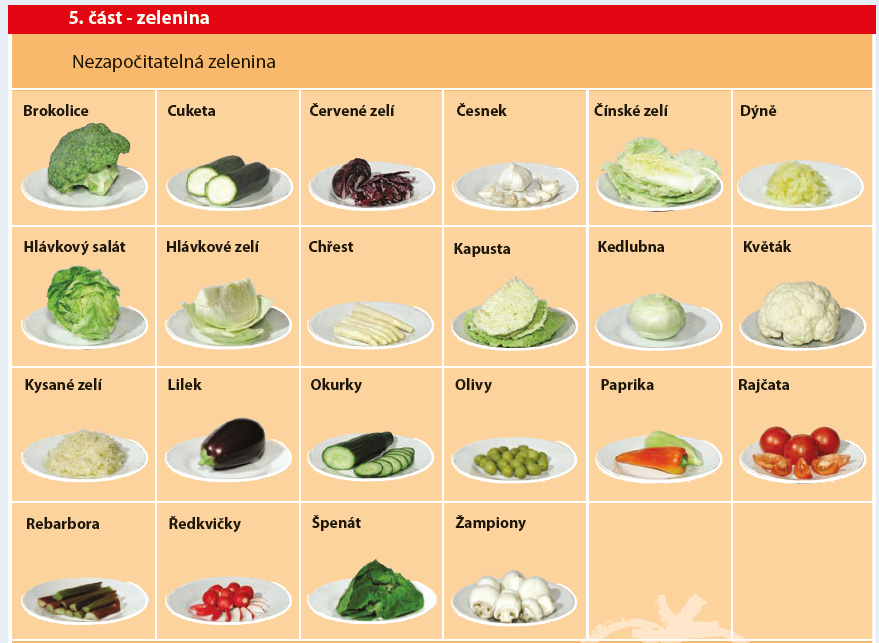 5. část - zelenina
Nezapočitatelná zelenina
Brokolice
Cuketa
Červené zelí
Česnek
Čínské zelí
Dýně
Hlávkový salát
Hlávkové zelí
Chřest
Kapusta
Kedlubna
Květák
Kysané zelí
Lilek
Okurky
Olivy
Paprika
Rajčata
Rebarbora
Ředkvičky
Špenát
Žampiony